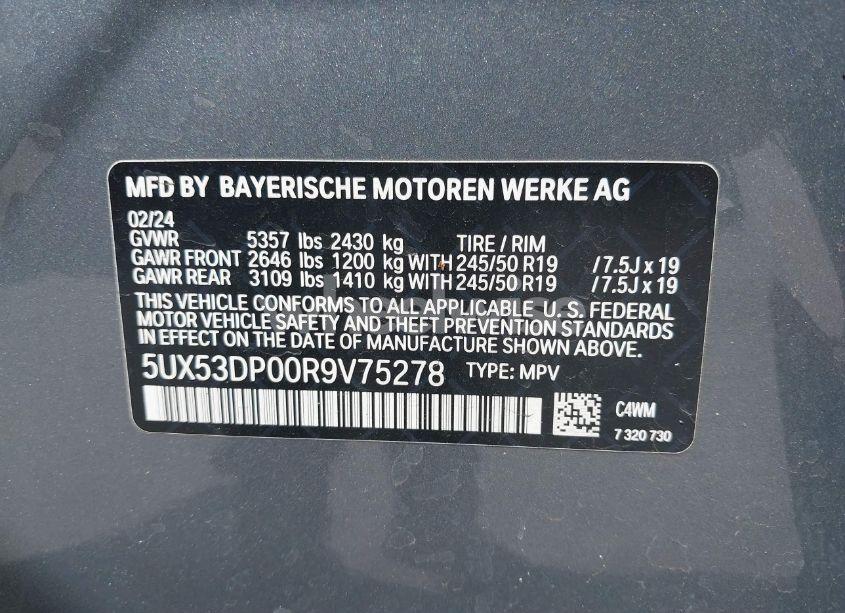 MFD BY BAYERISCHE MOTOREN WERKE AG
02/24
GVWR 5357 lbs 2430 kg TIRE / RIM
GAWR FRONT 2646 lbs 1200 kg WITH 245/50 R19 /7.5J x 19
GAWR REAR 3109 lbs 1410 kg WITH 245/50 R19 /7.5J x 19
THIS VEHICLE CONFORMS TO ALL APPLICABLE U. S. FEDERAL
MOTOR VEHICLE SAFETY AND THEFT PREVENTION STANDARDS
IN EFFECT ON THE DATE OF MANUFACTURE SHOWN ABOVE.
5UX53DP00R9V75278 TYPE: MPV
C4WM
7 320 730